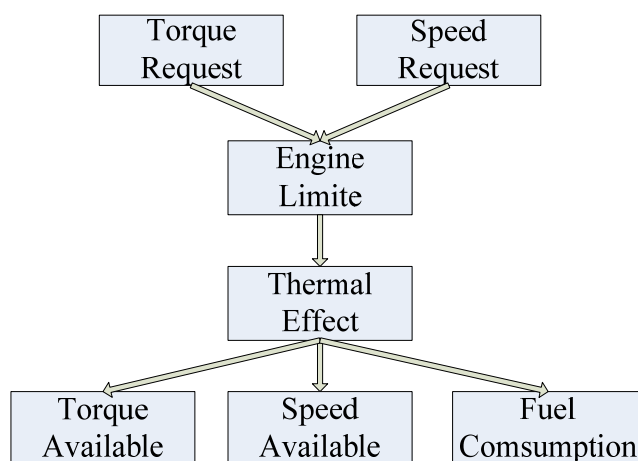 Torque
Request
Speed
Request
Engine
Limite
Thermal
Effect
Torque
Available
Speed
Available
Fuel
Comsumption